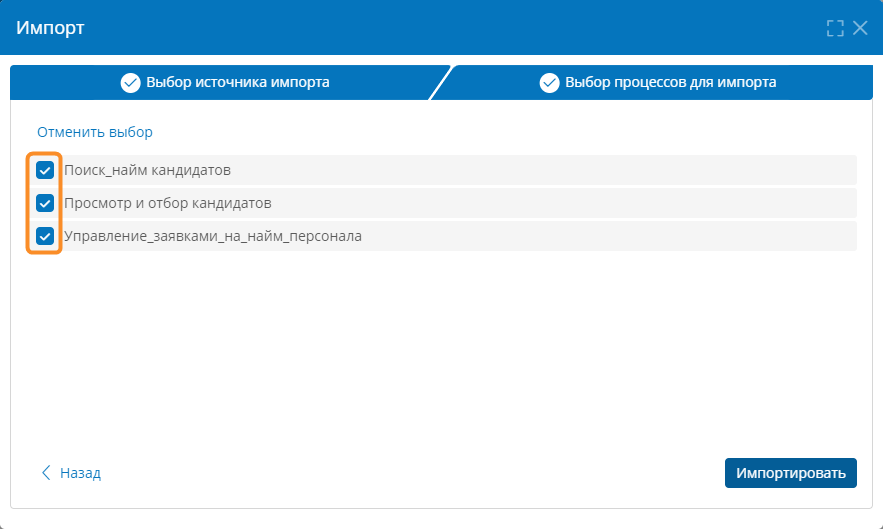 Импорт
Выбор источника импорта
Выбор процессов для импорта
Отменить выбор
Поиск_найм кандидатов
Просмотр и отбор кандидатов
Управление_заявками_на_найм_персонала
Назад
Импортировать